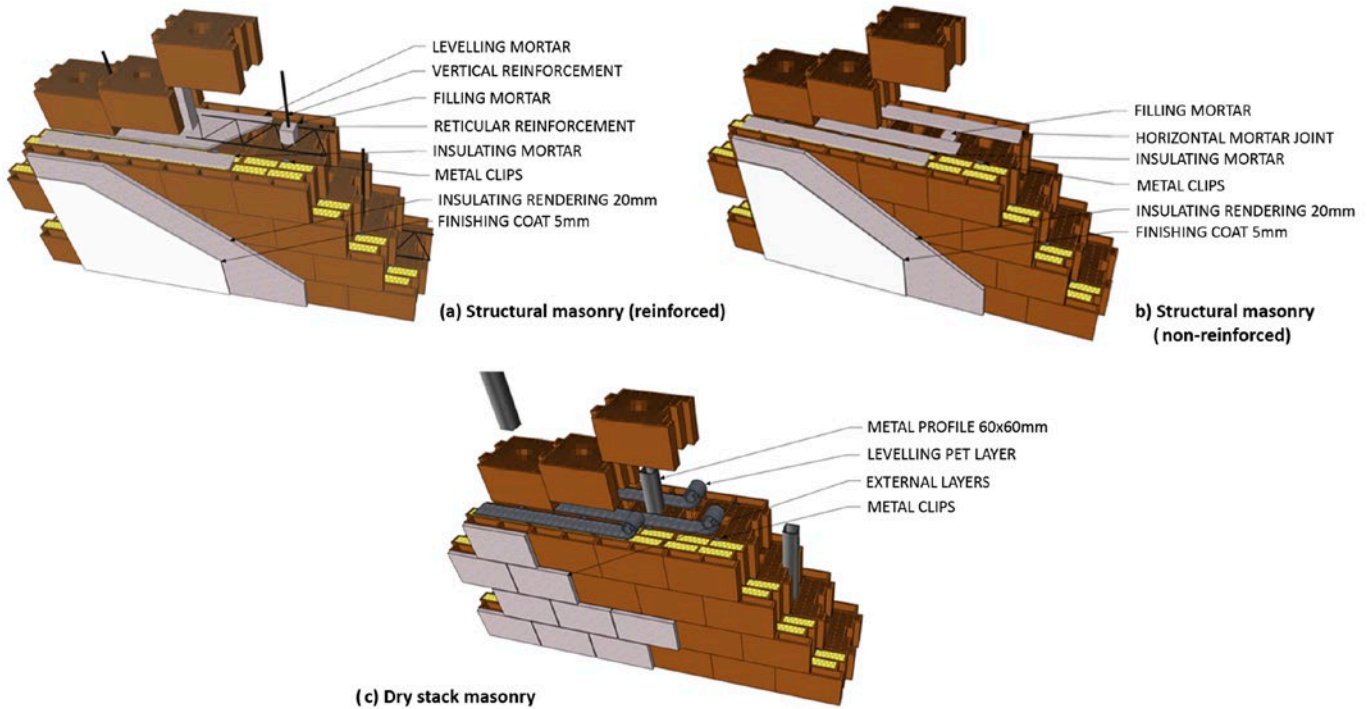 LEVELLING MORTAR
VERTICAL REINFORCEMENT
FILLING MORTAR
RETICULAR REINFORCEMENT
INSULATING MORTAR
METAL CLIPS
INSULATING RENDERING 20mm
FINISHING COAT 5mm
(a) Structural masonry (reinforced)
FILLING MORTAR
HORIZONTAL MORTAR JOINT
INSULATING MORTAR
METAL CLIPS
INSULATING RENDERING 20mm
FINISHING COAT 5mm
b) Structural masonry
(non-reinforced)
METAL PROFILE 60x60mm
LEVELLING PET LAYER
EXTERNAL LAYERS
METAL CLIPS
(c) Dry stack masonry